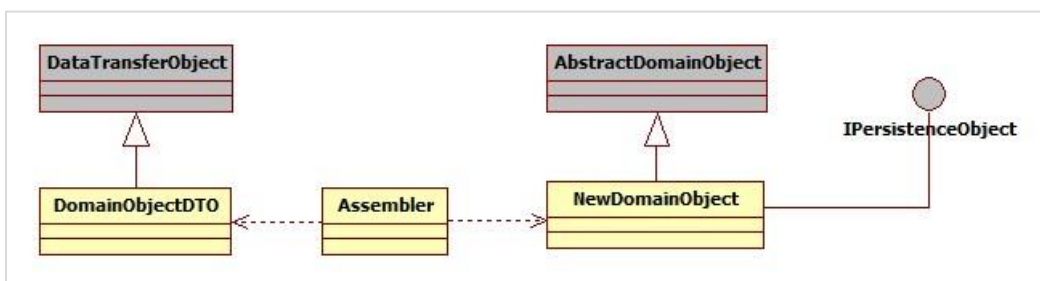 DataTransferObject
AbstractDomainObject
IPersistenceObject
DomainObjectDTO
Assembler
NewDomainObject